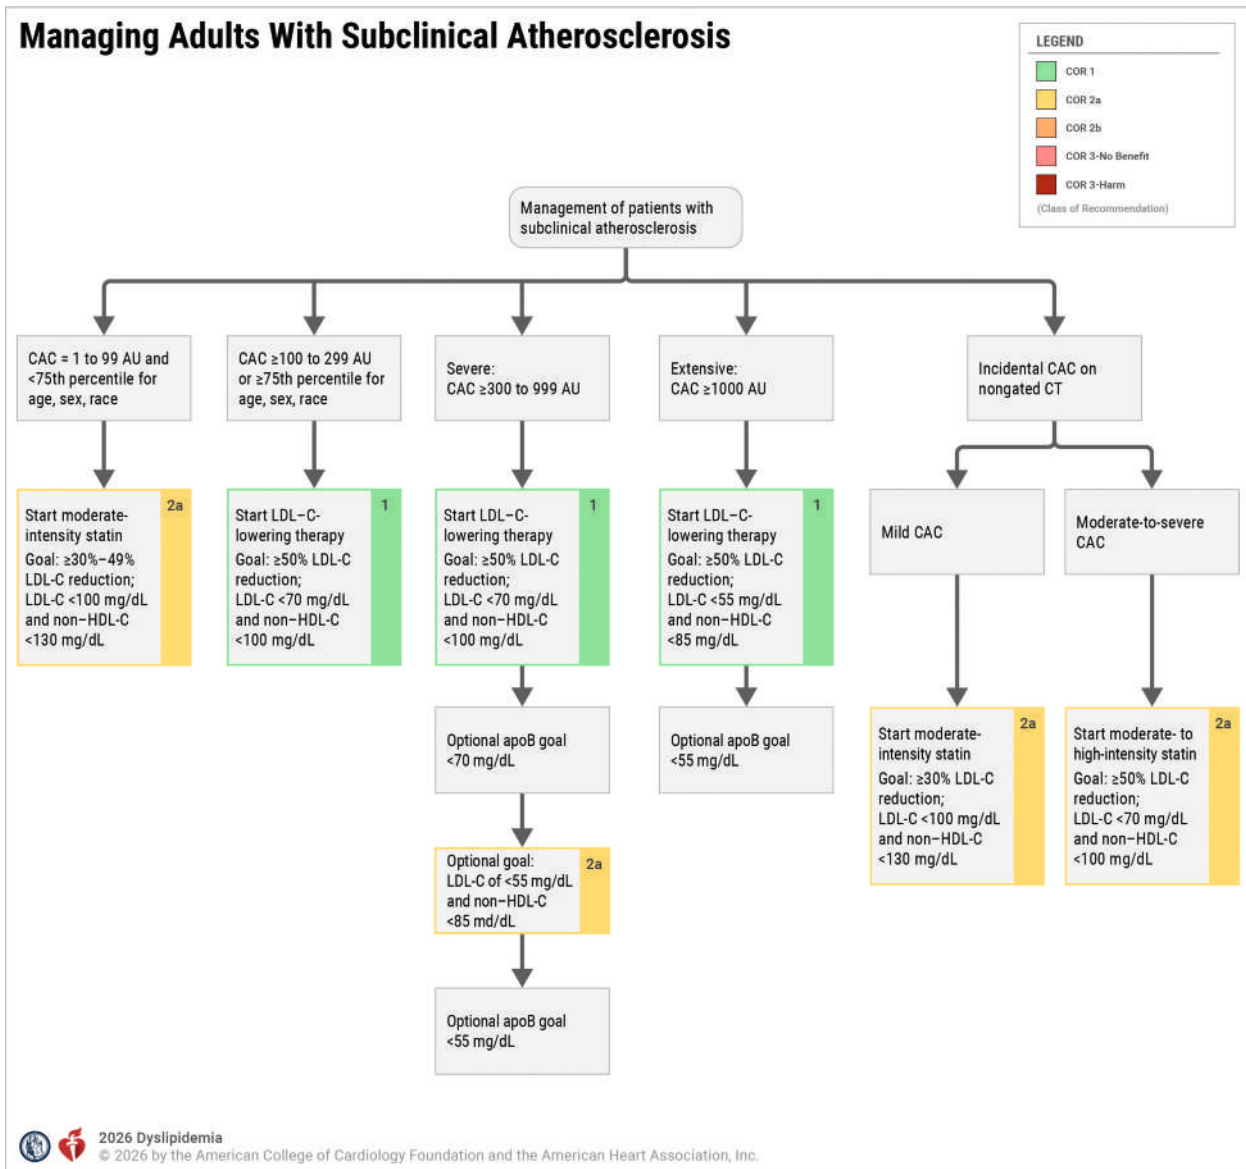 Managing Adults With Subclinical Atherosclerosis
LEGEND
COR 1
COR 2a
COR 2b
COR 3-No Benefit
COR 3-Harm
(Class of Recommendation)
Management of patients with
subclinical atherosclerosis
CAC = 1 to 99 AU and
<75th percentile for
age, sex, race
CAC ≥100 to 299 AU
or ≥75th percentile for
age, sex, race
Severe:
CAC ≥300 to 999 AU
Extensive:
CAC ≥1000 AU
Incidental CAC on
nongated CT
Start moderate-
intensity statin
Goal: ≥30%–49%
LDL-C reduction;
LDL-C <100 mg/dL
and non–HDL-C
<130 mg/dL
2a
Start LDL–C-
lowering therapy
Goal: ≥50% LDL-C
reduction;
LDL-C <70 mg/dL
and non–HDL-C
<100 mg/dL
1
Start LDL–C-
lowering therapy
Goal: ≥50% LDL-C
reduction;
LDL-C <70 mg/dL
and non–HDL-C
<100 mg/dL
1
Start LDL–C-
lowering therapy
Goal: ≥50% LDL-C
reduction;
LDL-C <55 mg/dL
and non–HDL-C
<85 mg/dL
1
Mild CAC
Moderate-to-severe
CAC
Optional apoB goal
<70 mg/dL
Optional apoB goal
<55 mg/dL
Start moderate-
intensity statin
Goal: ≥30% LDL-C
reduction;
LDL-C <100 mg/dL
and non–HDL-C
<130 mg/dL
2a
Start moderate- to
high-intensity statin
Goal: ≥50% LDL-C
reduction;
LDL-C <70 mg/dL
and non–HDL-C
<100 mg/dL
2a
Optional goal:
LDL-C of <55 mg/dL
and non–HDL-C
<85 md/dL
2a
Optional apoB goal
<55 mg/dL
2026 Dyslipidemia
© 2026 by the American College of Cardiology Foundation and the American Heart Association, Inc.